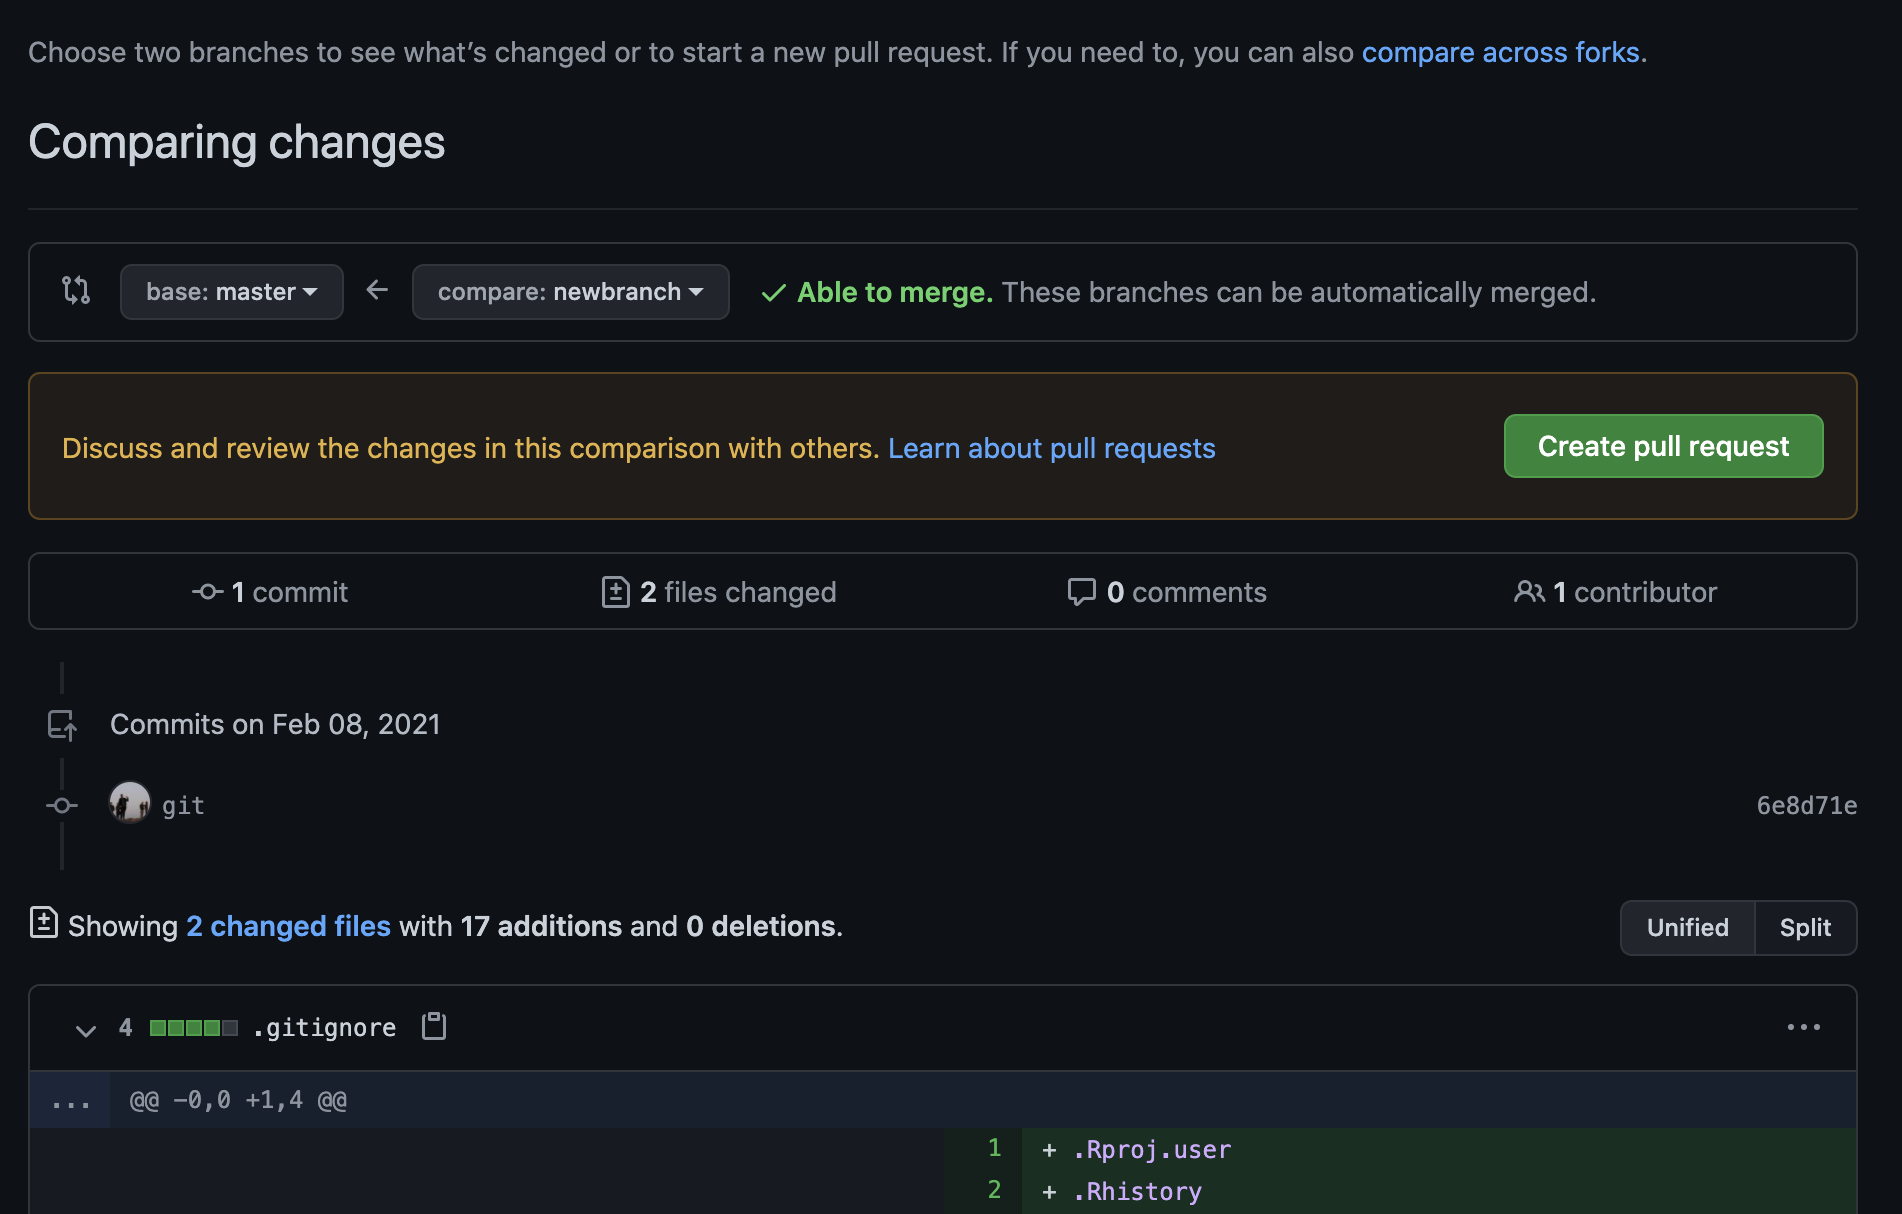 Choose two branches to see what’s changed or to start a new pull request. If you need to, you can also compare across forks.
Comparing changes
base: master compare: newbranch Able to merge. These branches can be automatically merged.
Discuss and review the changes in this comparison with others. Learn about pull requests Create pull request
1 commit 2 files changed 0 comments 1 contributor
Commits on Feb 08, 2021
git 6e8d71e
Showing 2 changed files with 17 additions and 0 deletions. Unified Split
4 .gitignore
... @@ -0,0 +1,4 @@
1 + .Rproj.user
2 + .Rhistory